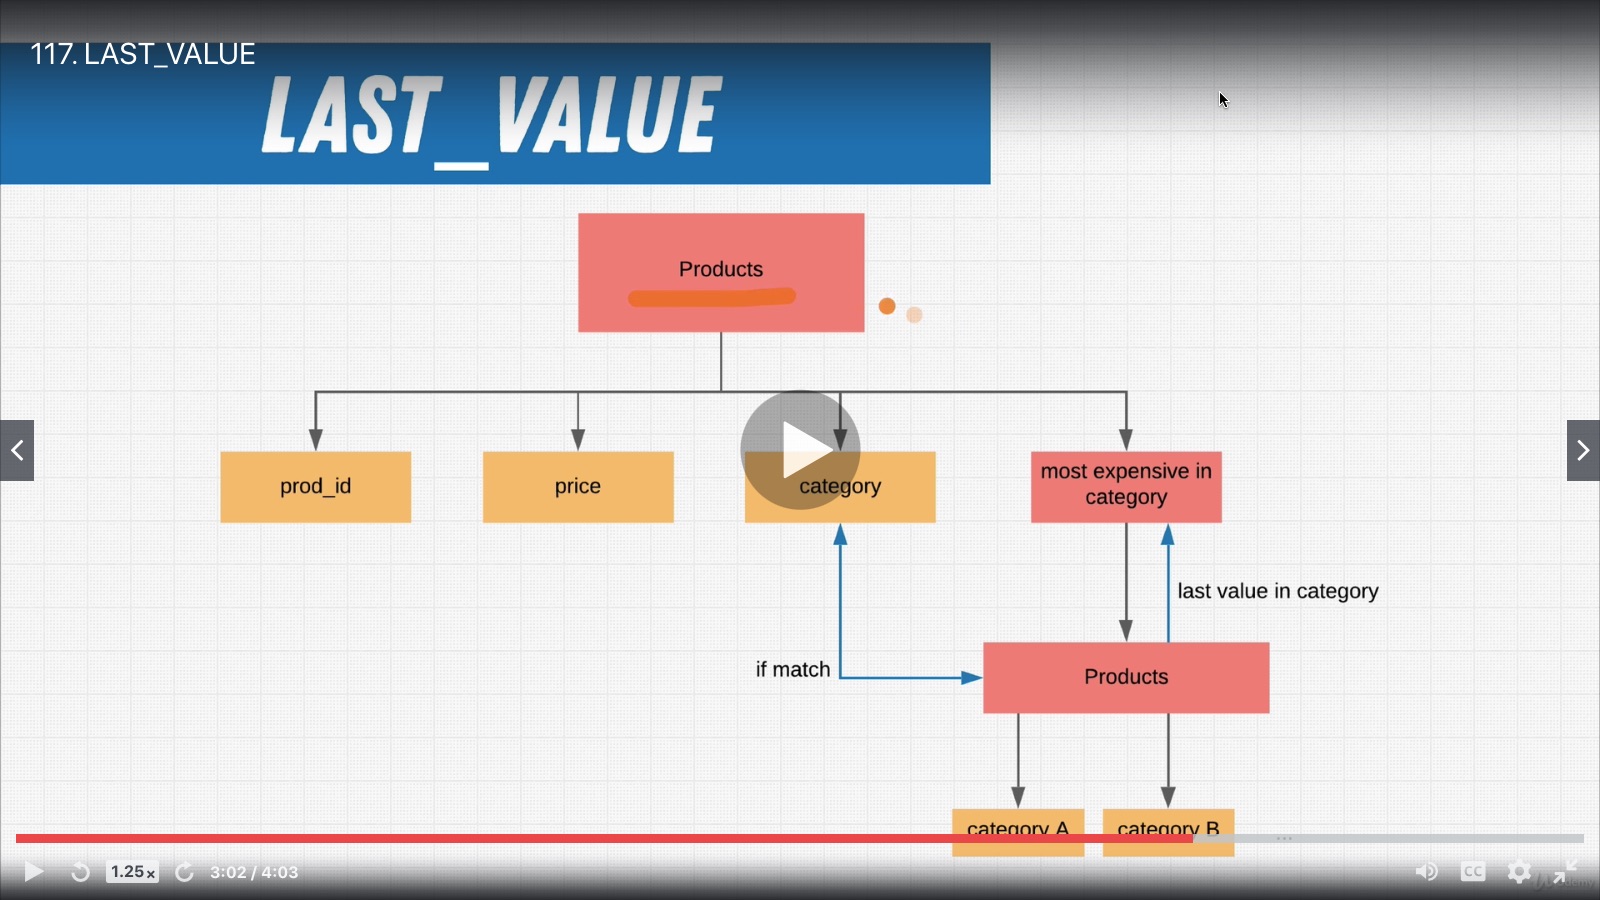 117. LAST_VALUE
LAST_VALUE
Products
prod_id
price
category
most expensive in
category
last value in category
if match
Products
category A
category B
1.25x
3:02 / 4:03
CC